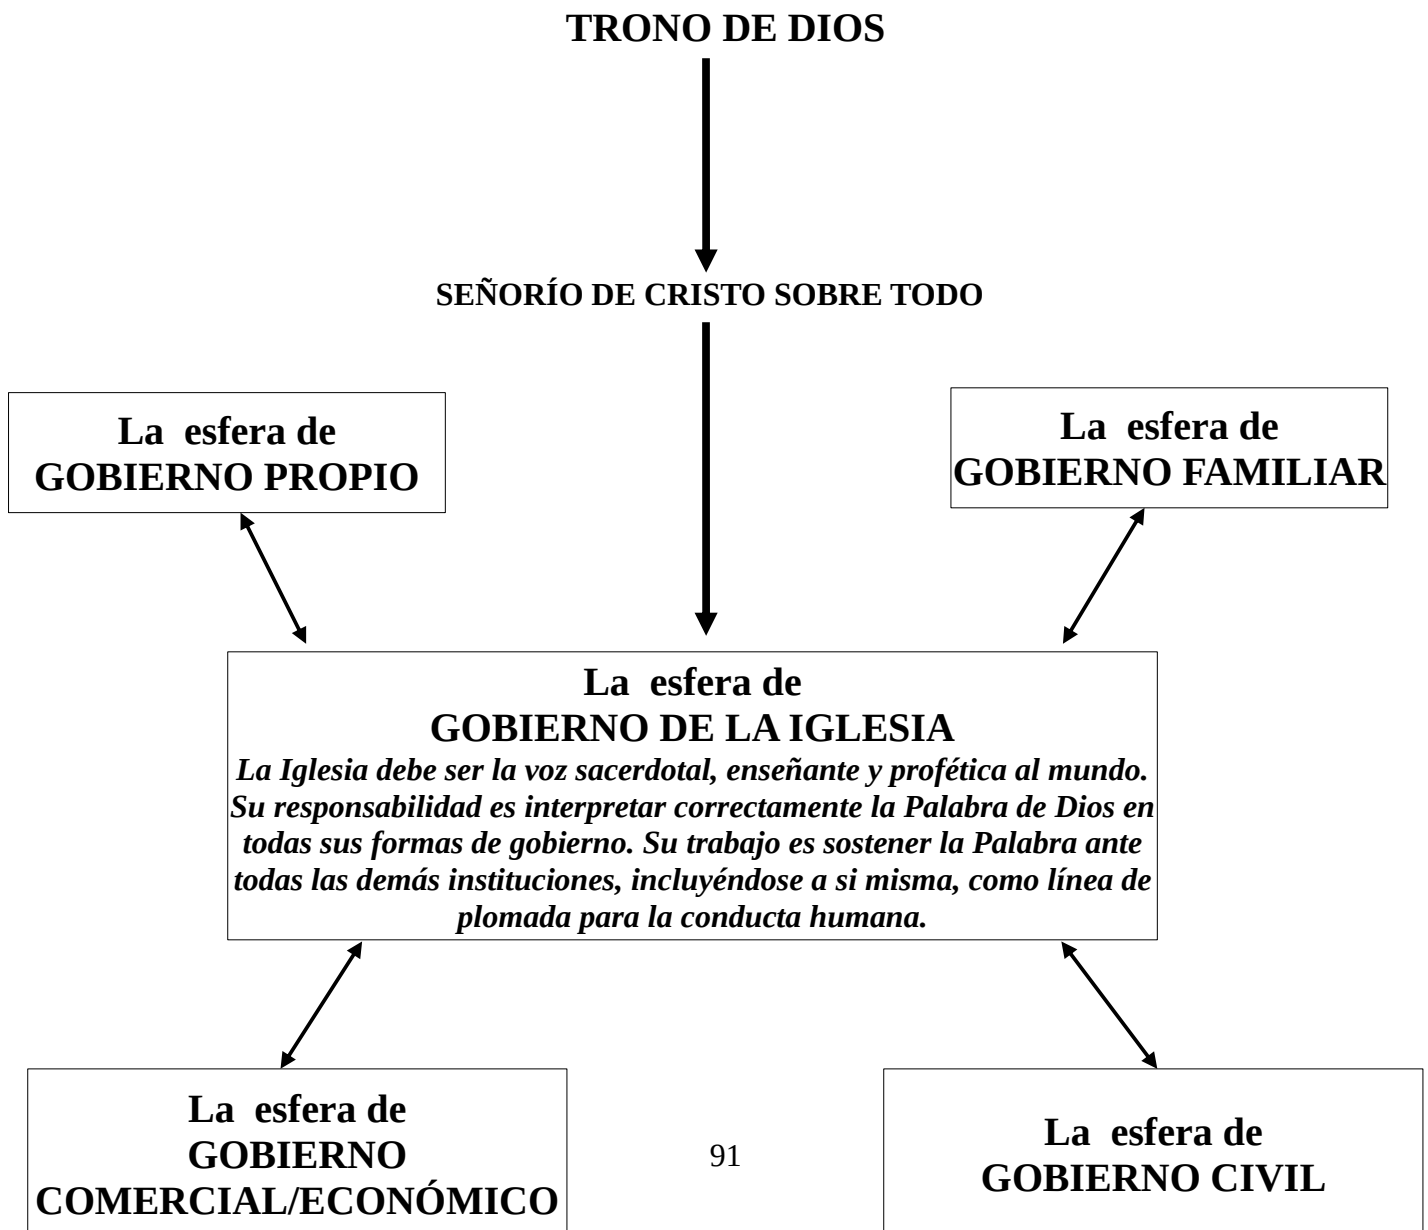 TRONO DE DIOS
SEÑORÍO DE CRISTO SOBRE TODO
La esfera de
GOBIERNO PROPIO
La esfera de
GOBIERNO FAMILIAR
La esfera de
GOBIERNO DE LA IGLESIA
La Iglesia debe ser la voz sacerdotal, enseñante y profética al mundo.
Su responsabilidad es interpretar correctamente la Palabra de Dios en
todas sus formas de gobierno. Su trabajo es sostener la Palabra ante
todas las demás instituciones, incluyéndose a si misma, como línea de
plomada para la conducta humana.
La esfera de
GOBIERNO
COMERCIAL/ECONÓMICO
91
La esfera de
GOBIERNO CIVIL